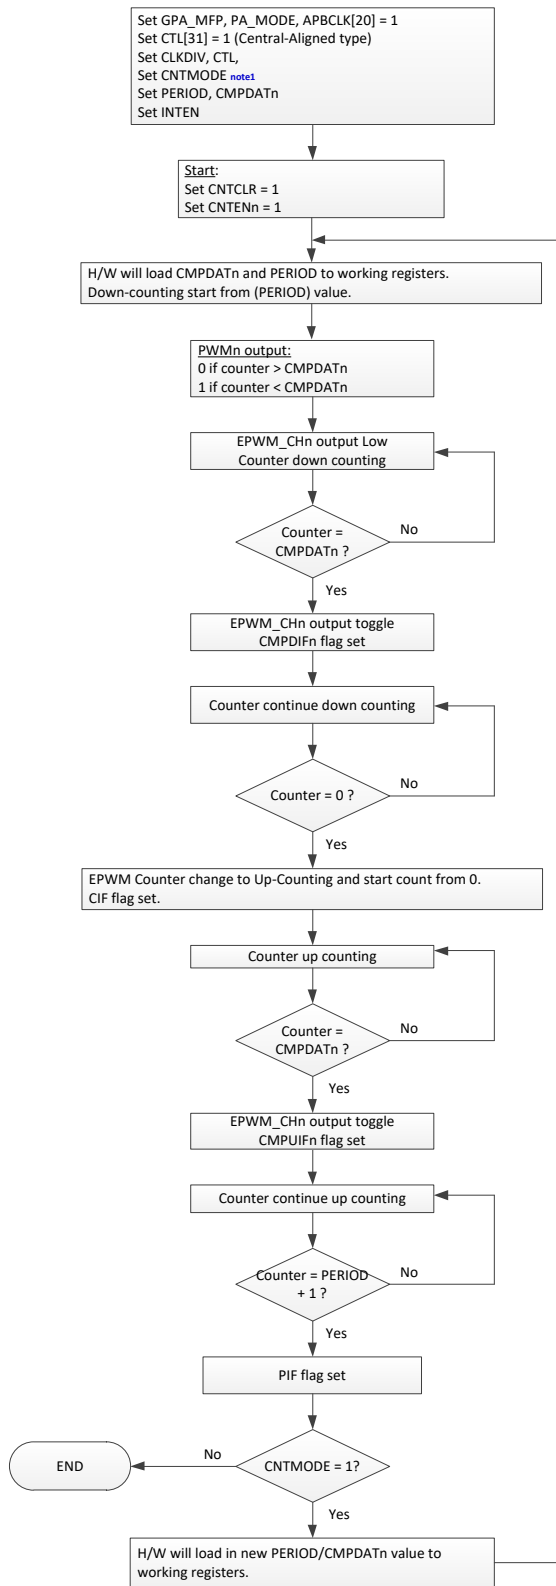 Set GPA_MFP, PA_MODE, APBCLK[20] = 1
Set CTL[31] = 1 (Central-Aligned type)
Set CLKDIV, CTL,
Set CNTMODE note1
Set PERIOD, CMPDATn
Set INTEN
Start:
Set CNTCLR = 1
Set CNTENn = 1
H/W will load CMPDATn and PERIOD to working registers.
Down-counting start from (PERIOD) value.
PWMn output:
0 if counter > CMPDATn
1 if counter < CMPDATn
EPWM_CHn output Low
Counter down counting
Counter =
CMPDATn ?
No
Yes
EPWM_CHn output toggle
CMPDIFn flag set
Counter continue down counting
Counter = 0 ?
No
Yes
EPWM Counter change to Up-Counting and start count from 0.
CIF flag set.
Counter up counting
Counter =
CMPDATn ?
No
Yes
EPWM_CHn output toggle
CMPUIFn flag set
Counter continue up counting
Counter = PERIOD
+ 1 ?
No
Yes
PIF flag set
CNTMODE = 1?
No
END
Yes
H/W will load in new PERIOD/CMPDATn value to
working registers.